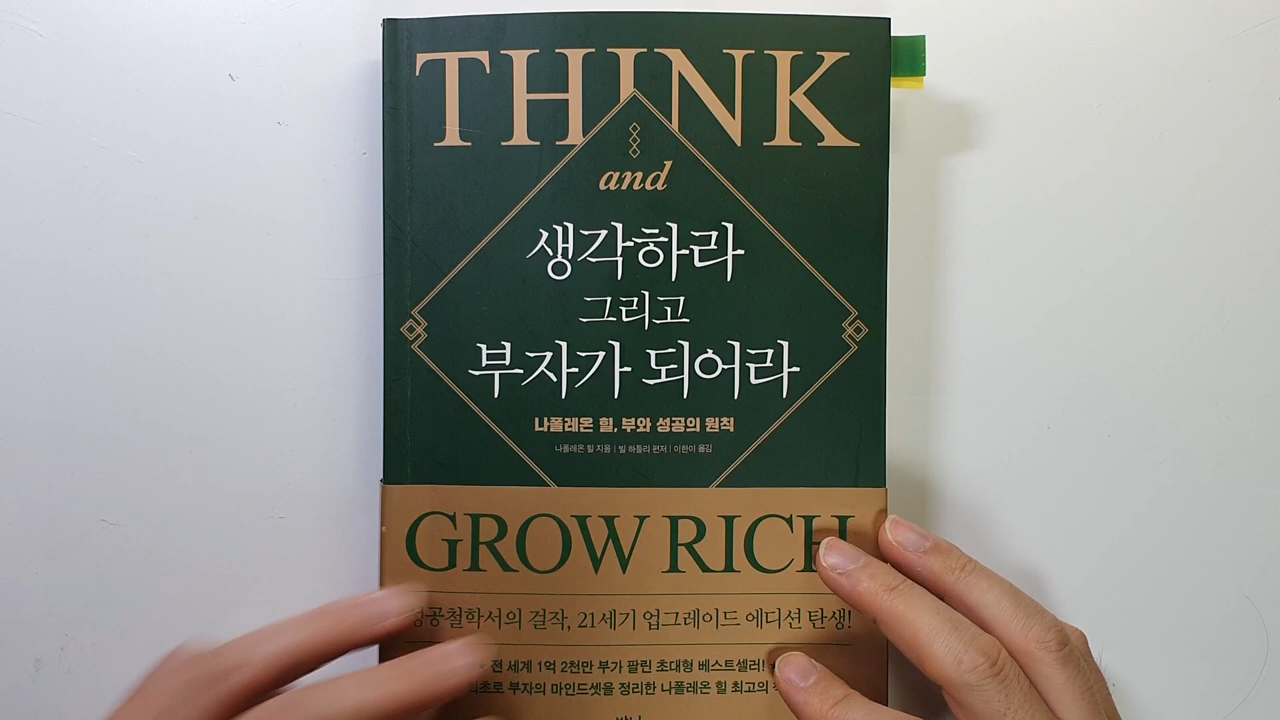 THINK
and
생각하라
그리고
부자가 되어라
나폴레온 힐, 부와 성공의 원칙
나폴레온 힐 지음 | 빌 하틀리 편저 | 이한이 옮김
GROW RICH
성공철학서의 걸작, 21세기 업그레이드 에디션 탄생!
전 세계 1억 2천만 부가 팔린 초대형 베스트셀러!
부자의 마인드셋을 정리한 나폴레온 힐 최고의